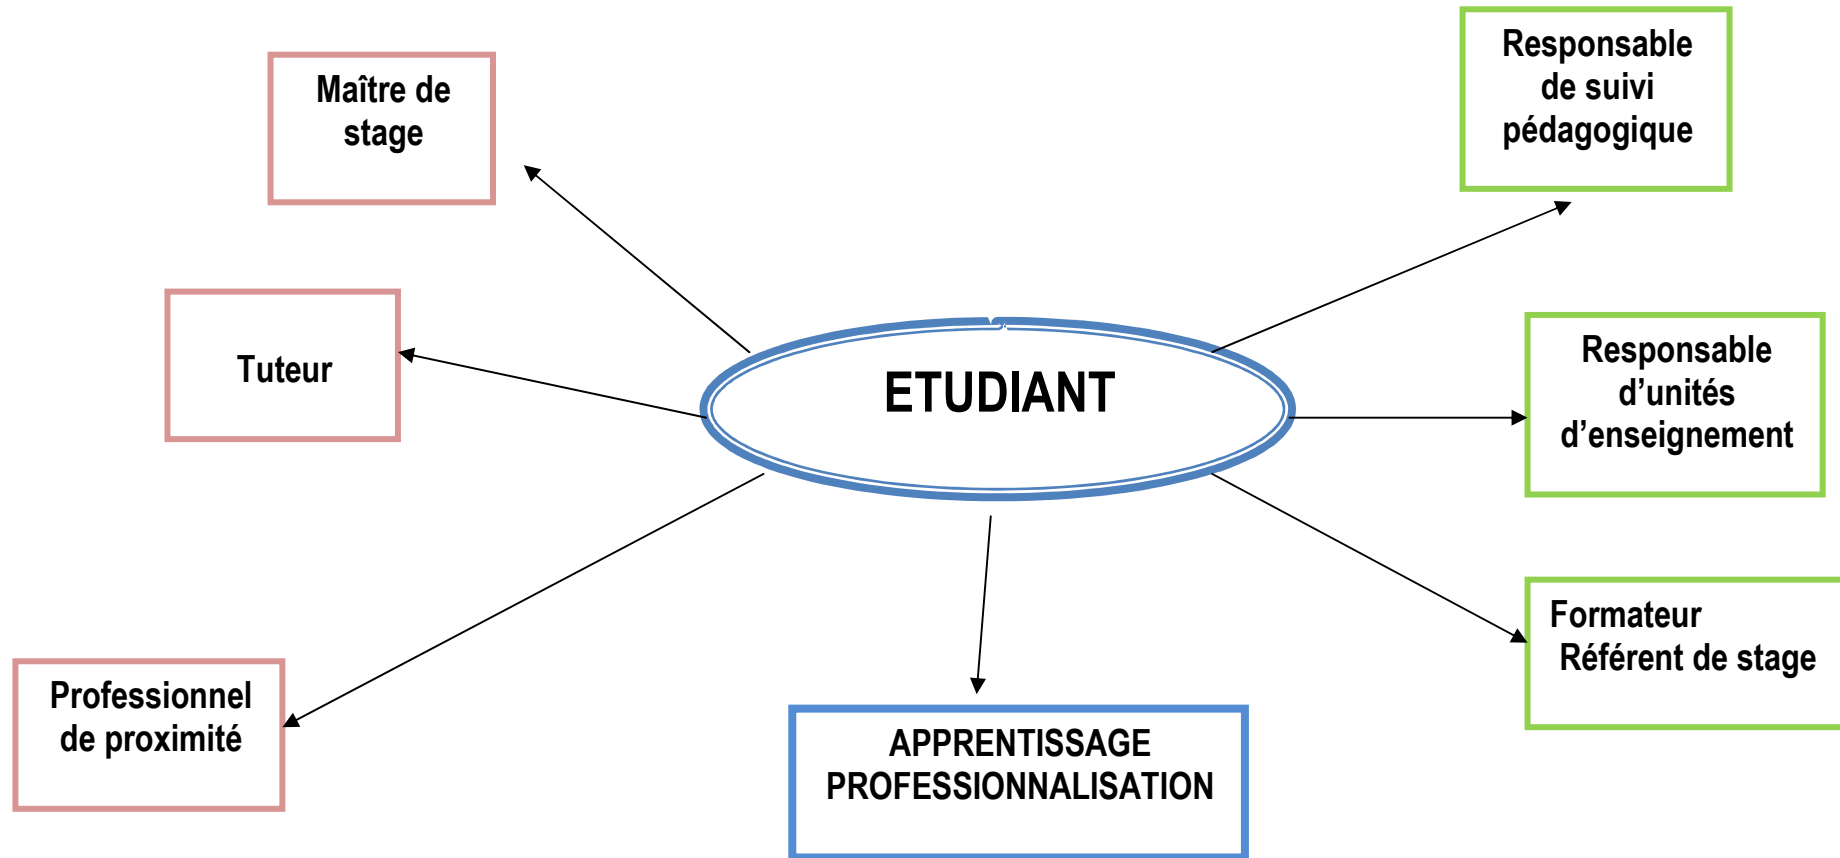 Maître de
stage
Responsable
de suivi
pédagogique
Tuteur
ETUDIANT
Responsable
d’unités
d’enseignement
Professionnel
de proximité
APPRENTISSAGE
PROFESSIONNALISATION
Formateur
Référent de stage